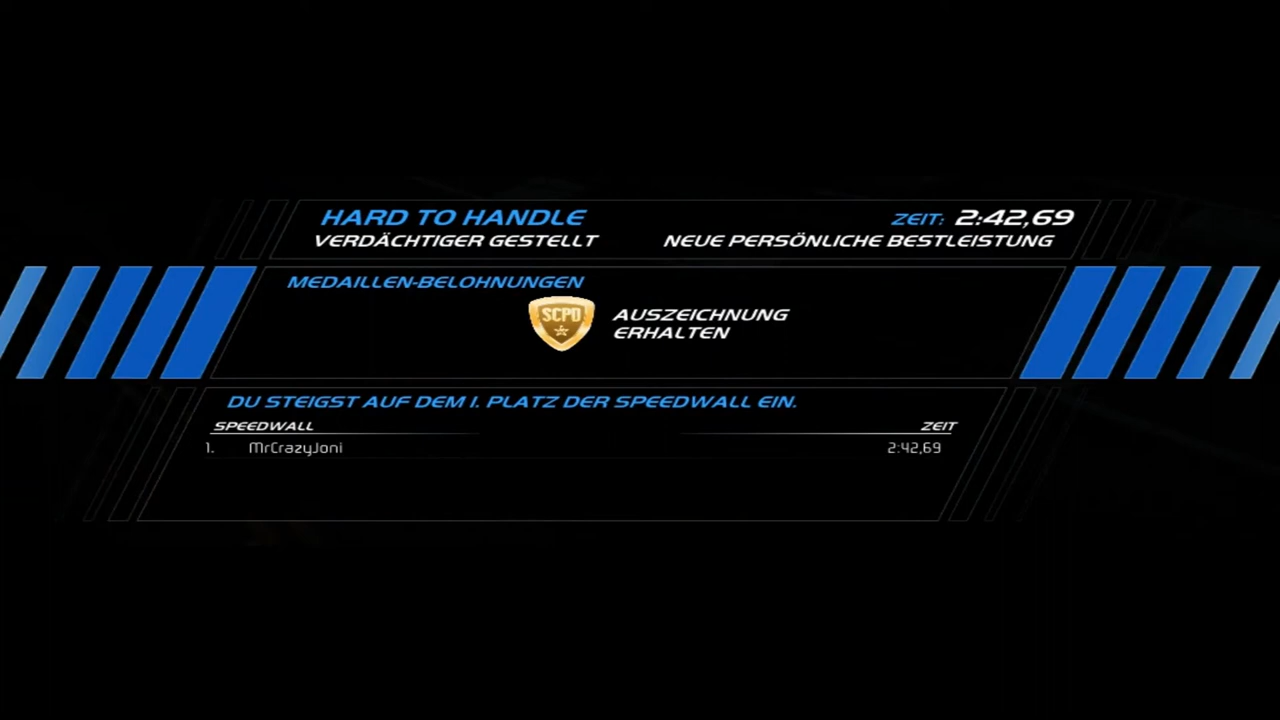 HARD TO HANDLE
ZEIT: 2:42,69
VERDÄCHTIGER GESTELLT
NEUE PERSÖNLICHE BESTLEISTUNG
MEDAILLEN-BELOHNUNGEN
SCPD
AUSZEICHNUNG
ERHALTEN
DU STEIGST AUF DEM 1. PLATZ DER SPEEDWALL EIN.
SPEEDWALL
ZEIT
1. MrCrazyJoni 2:42,69